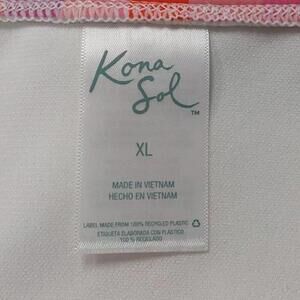 Kona
Sol
™
XL
MADE IN VIETNAM
HECHO EN VIETNAM
LABEL MADE FROM 100% RECYCLED PLASTIC
ETIQUETA ELABORADA CON PLÁSTICO
100 % RECICLADO